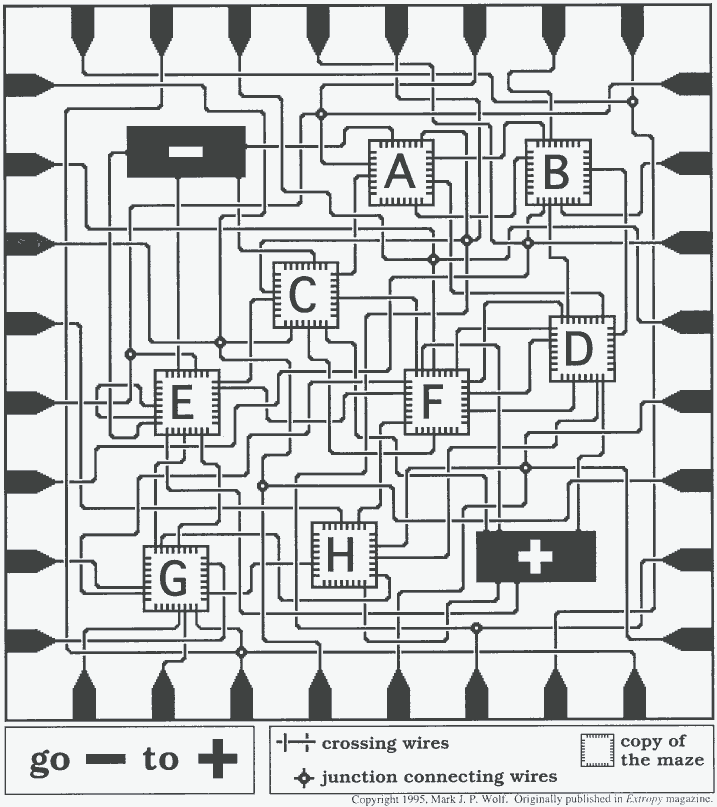 −
A
B
C
D
E
F
+
H
G
go − to +
crossing wires
junction connecting wires
copy of
the maze
Copyright 1995, Mark J. P. Wolf. Originally published in Extropy magazine.